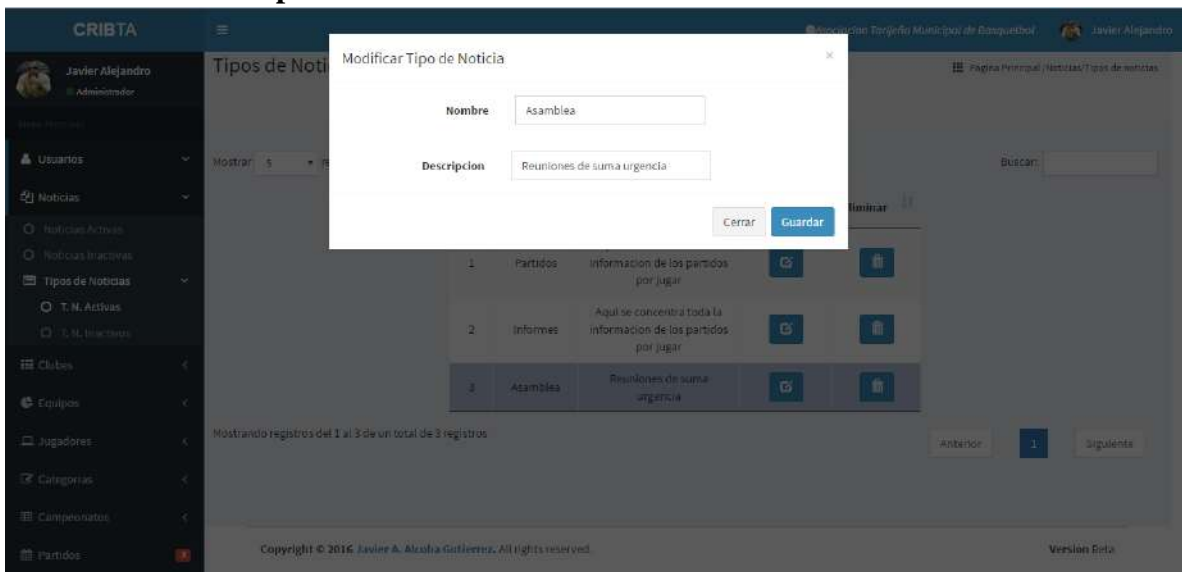 CRIBTA
Asociacion Tarijeña Municipal de Basquetbol
Javier Alejandro
Javier Alejandro
Administrador
Usuarios
Noticias
Noticias Activas
Noticias Inactivas
Tipos de Noticias
T. N. Activas
T. N. Inactivas
Clubes
Equipos
Jugadores
Categorias
Campeonatos
Partidos
Tipos de Noti
Pagina Principal /Noticias/Tipos de noticias
Modificar Tipo de Noticia
×
Nombre
Asamblea
Descripcion
Reuniones de suma urgencia
Cerrar
Guardar
Mostrar 5
Buscar:
liminar
1 Partidos
informacion de los partidos
por jugar
2 Informes
Aqui se concentra toda la
informacion de los partidos
por jugar
3 Asamblea
Reuniones de suma
urgencia
Mostrando registros del 1 al 3 de un total de 3 registros
Anterior 1 Siguiente
Copyright © 2016 Javier A. Alcoba Gutierrez. All rights reserved.
Version Beta